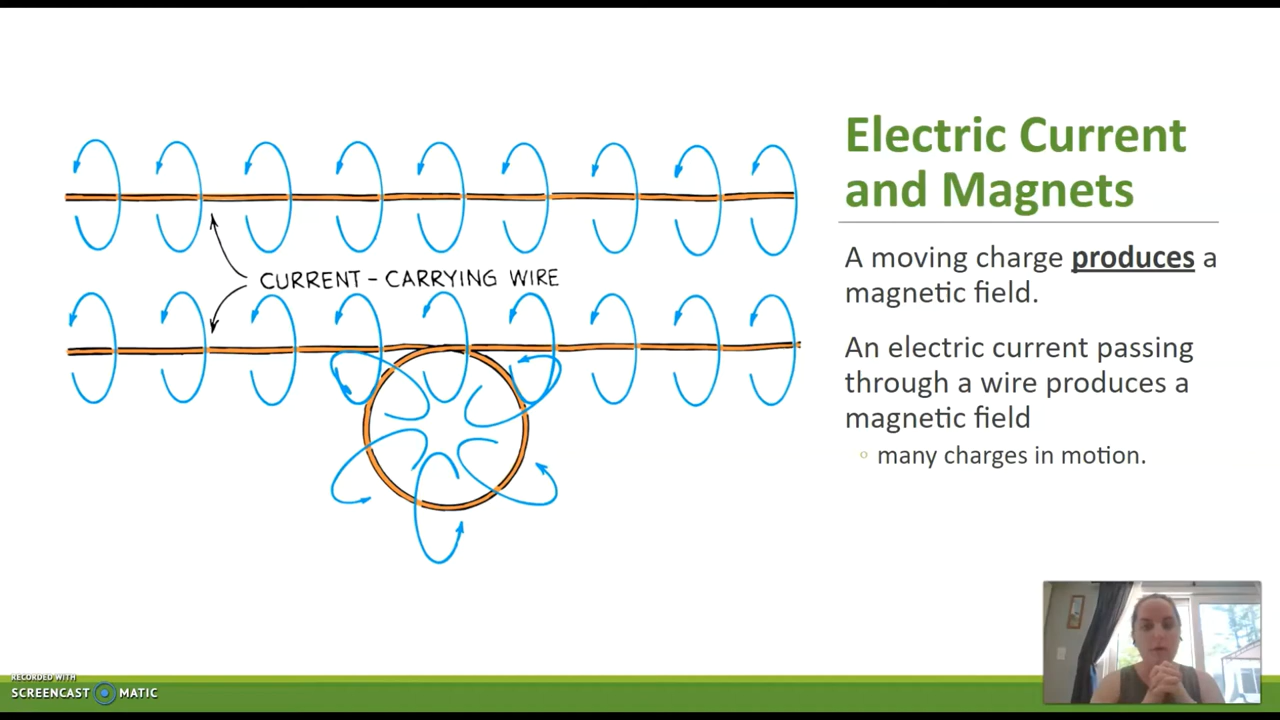 Electric Current
and Magnets
A moving charge produces a
magnetic field.
An electric current passing
through a wire produces a
magnetic field
many charges in motion.
CURRENT-CARRYING WIRE
RECORDED WITH
SCREENCAST MATIC